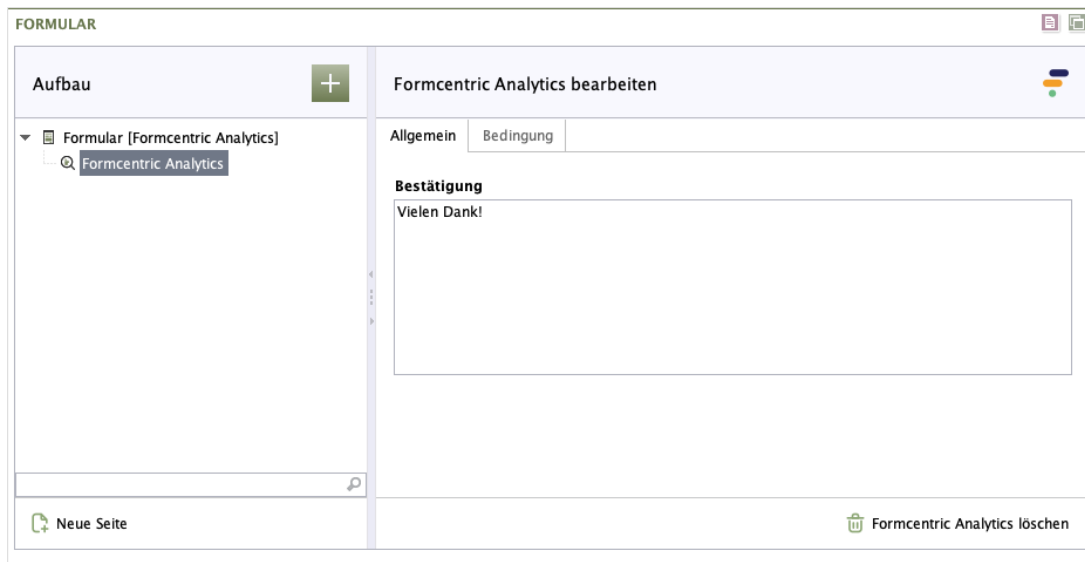 FORMULAR
Aufbau
Formular [Formcentric Analytics]
Formcentric Analytics
Neue Seite
Formcentric Analytics bearbeiten
Allgemein
Bedingung
Bestätigung
Vielen Dank!
Formcentric Analytics löschen